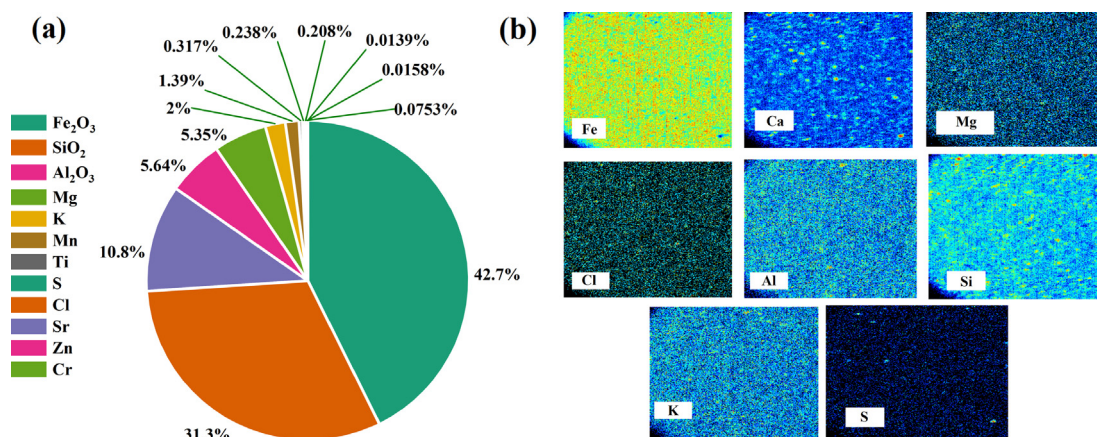 (a)
0.317%
0.238%
0.208%
0.0139%
1.39%
0.0158%
2%
0.0753%
5.35%
5.64%
10.8%
42.7%
31.3%
Fe₂O₃
SiO₂
Al₂O₃
Mg
K
Mn
Ti
S
Cl
Sr
Zn
Cr
(b)
Fe
Ca
Mg
Cl
Al
Si
K
S